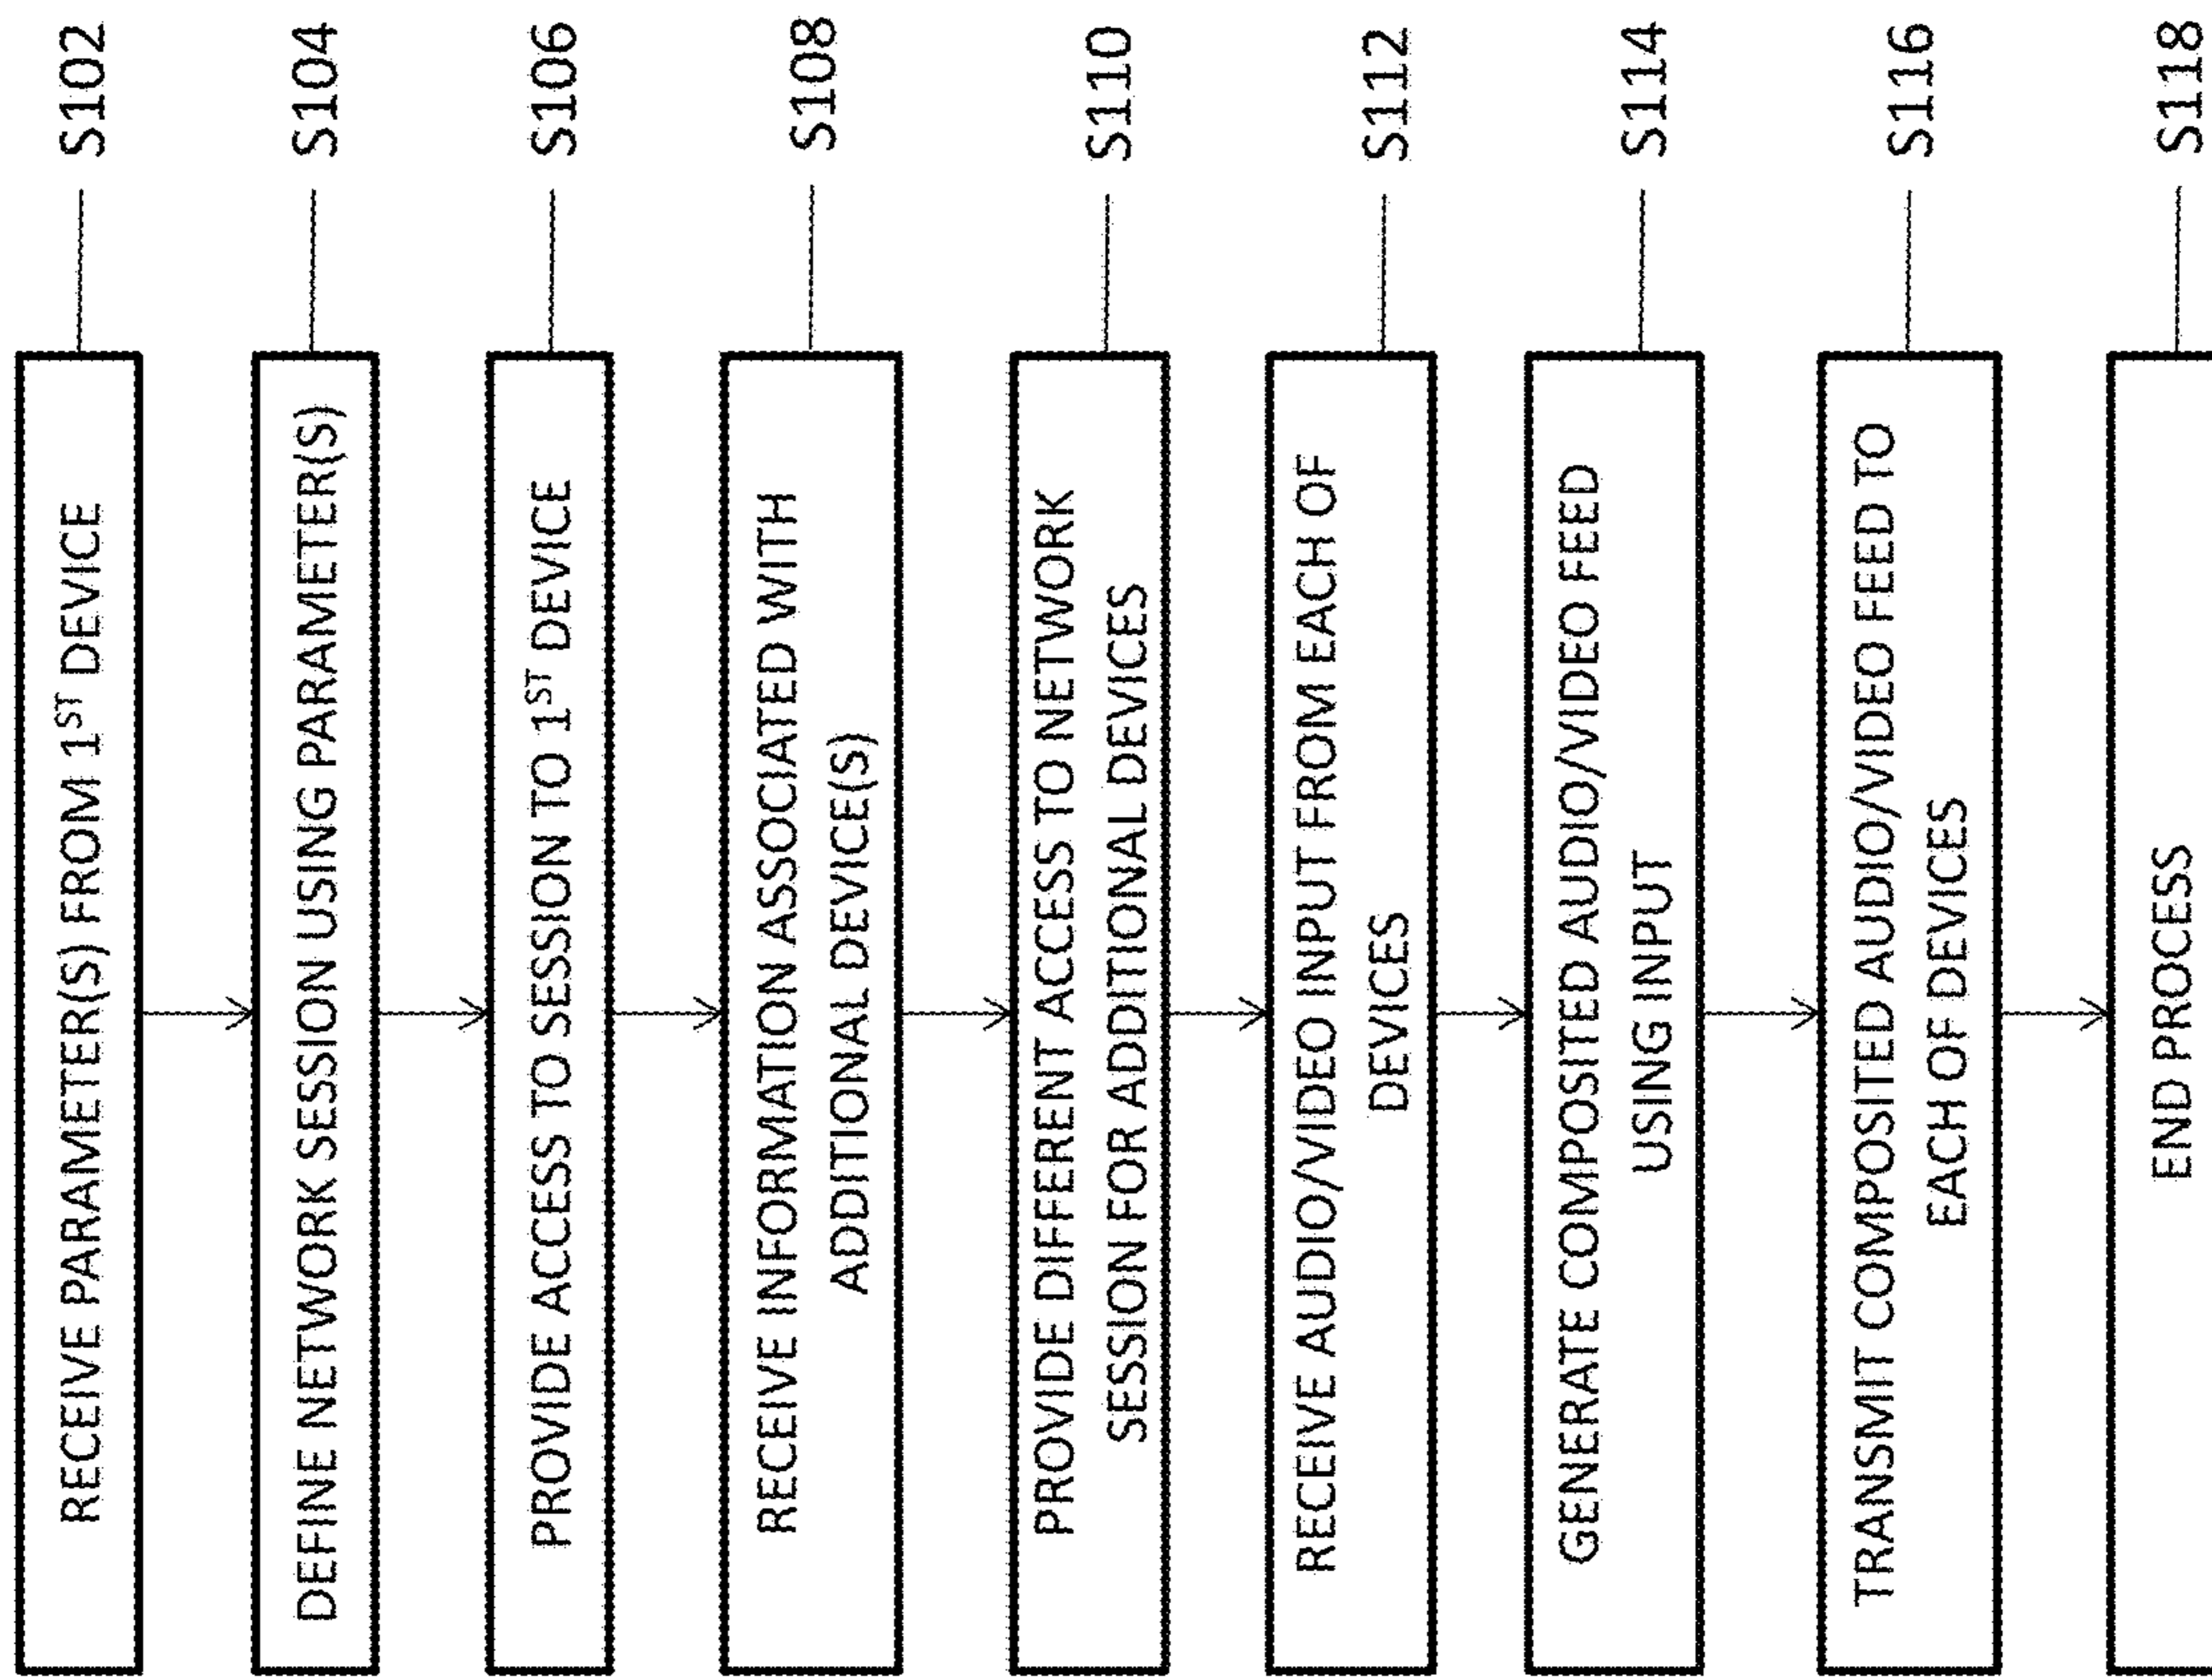 RECEIVE PARAMETER(S) FROM 1ST DEVICE
S102
DEFINE NETWORK SESSION USING PARAMETER(S)
S104
PROVIDE ACCESS TO SESSION TO 1ST DEVICE
S106
RECEIVE INFORMATION ASSOCIATED WITH
ADDITIONAL DEVICE(S)
S108
PROVIDE DIFFERENT ACCESS TO NETWORK
SESSION FOR ADDITIONAL DEVICES
S110
RECEIVE AUDIO/VIDEO INPUT FROM EACH OF
DEVICES
S112
GENERATE COMPOSITED AUDIO/VIDEO FEED
USING INPUT
S114
TRANSMIT COMPOSITED AUDIO/VIDEO FEED TO
EACH OF DEVICES
S116
END PROCESS
S118